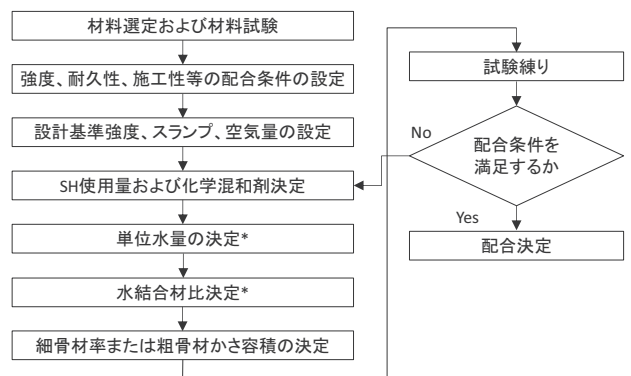 材料選定および材料試験
強度、耐久性、施工性等の配合条件の設定
設計基準強度、スランプ、空気量の設定
SH使用量および化学混和剤決定
単位水量の決定*
水結合材比決定*
細骨材率または粗骨材かさ容積の決定
試験練り
No
配合条件を
満足するか
Yes
配合決定